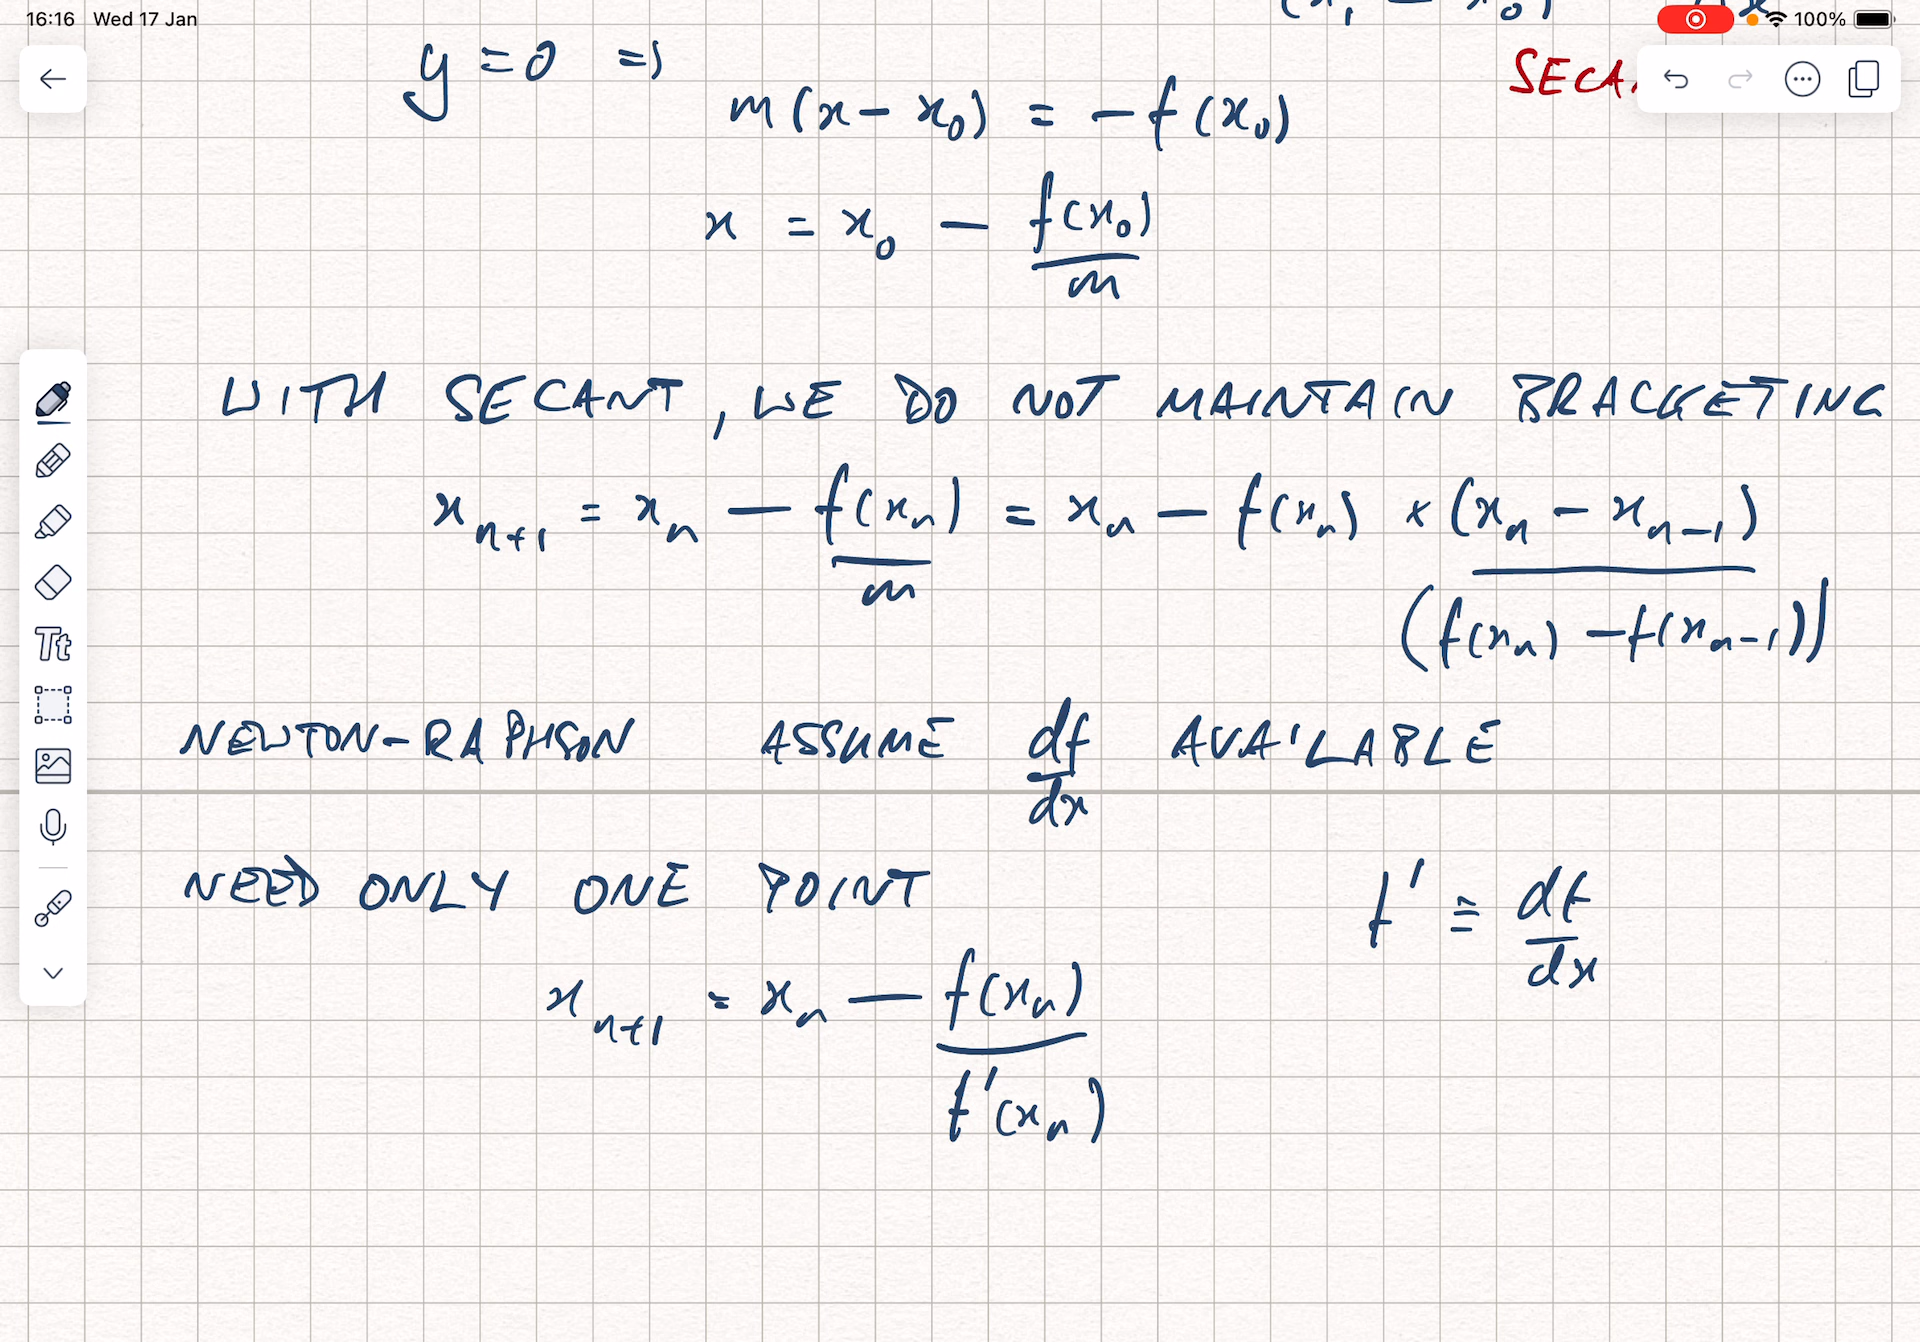 16:16 Wed 17 Jan 100%
y = 0 ⇒
SECA
m(x - x₀) = -f(x₀)
x = x₀ - f(x₀)/m
WITH SECANT, WE DO NOT MAINTAIN BRACKETING
xₙ₊₁ = xₙ - f(xₙ)/m = xₙ - f(xₙ) × (xₙ - xₙ₋₁)/(f(xₙ) - f(xₙ₋₁))
NEWTON-RAPHSON ASSUME df/dx AVAILABLE
NEED ONLY ONE POINT f' ≡ df/dx
xₙ₊₁ = xₙ - f(xₙ)/f'(xₙ)
Tt